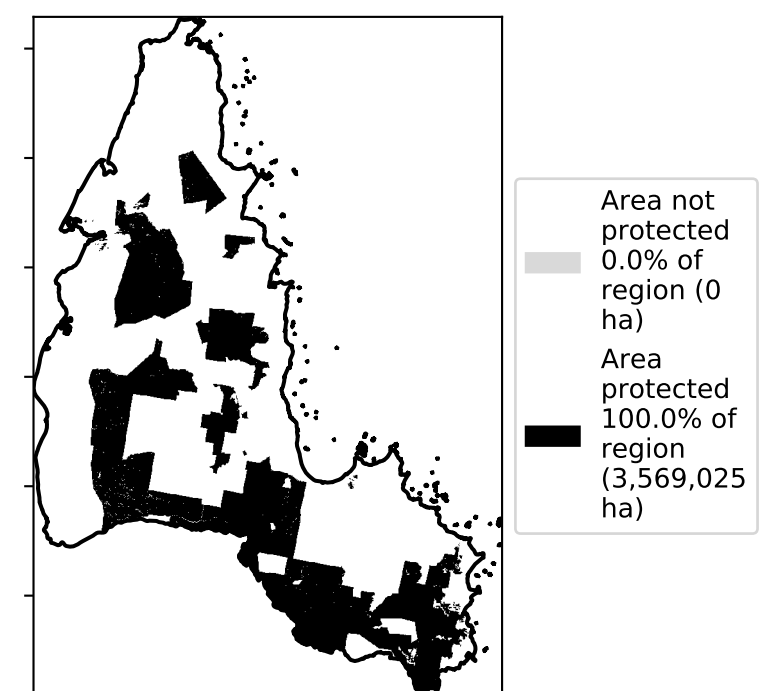 Area not
protected
0.0% of
region (0
ha)
Area
protected
100.0% of
region
(3,569,025
ha)